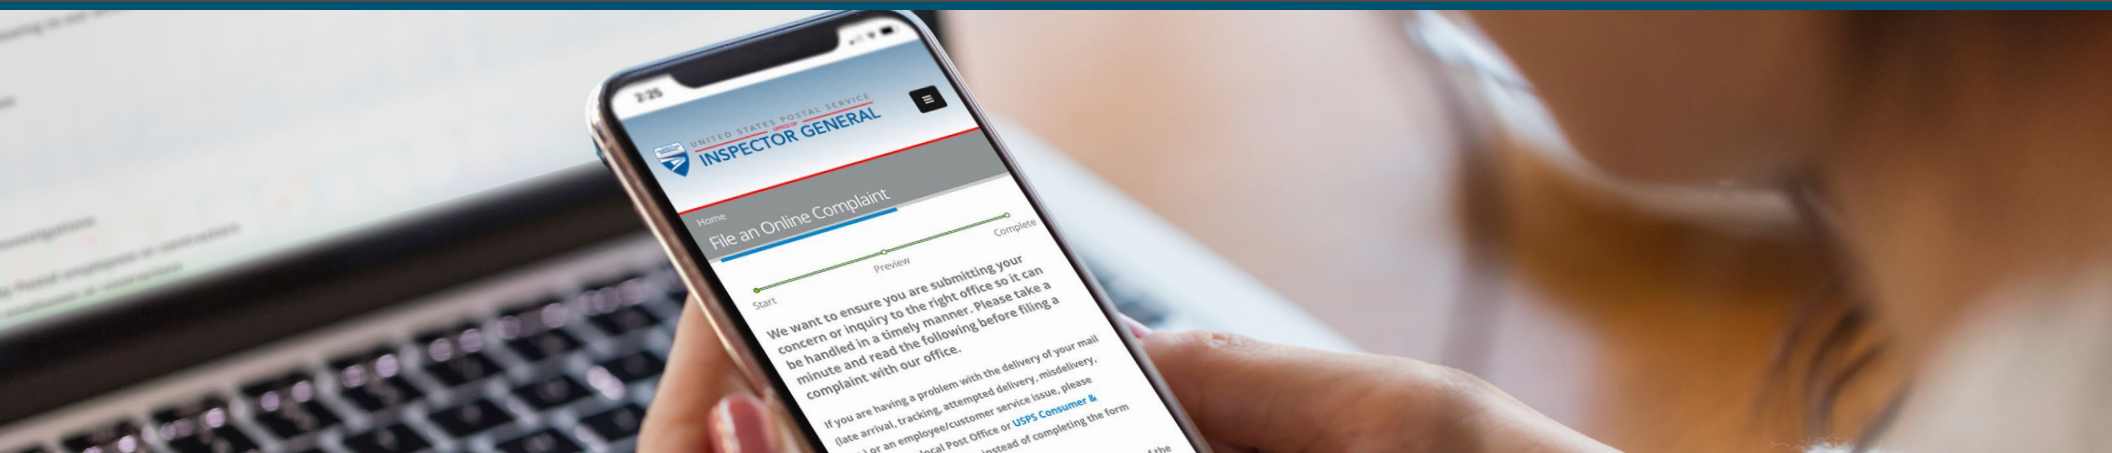 2:25
UNITED STATES POSTAL SERVICE
OFFICE OF
INSPECTOR GENERAL
Home
File an Online Complaint
Start
Preview
Complete
We want to ensure you are submitting your
concern or inquiry to the right office so it can
be handled in a timely manner. Please take a
minute and read the following before filing a
complaint with our office.
If you are having a problem with the delivery of your mail
(late arrival, tracking, attempted delivery, misdelivery,
) or an employee/customer service issue, please
local Post Office or USPS Consumer &
instead of completing the form
of the